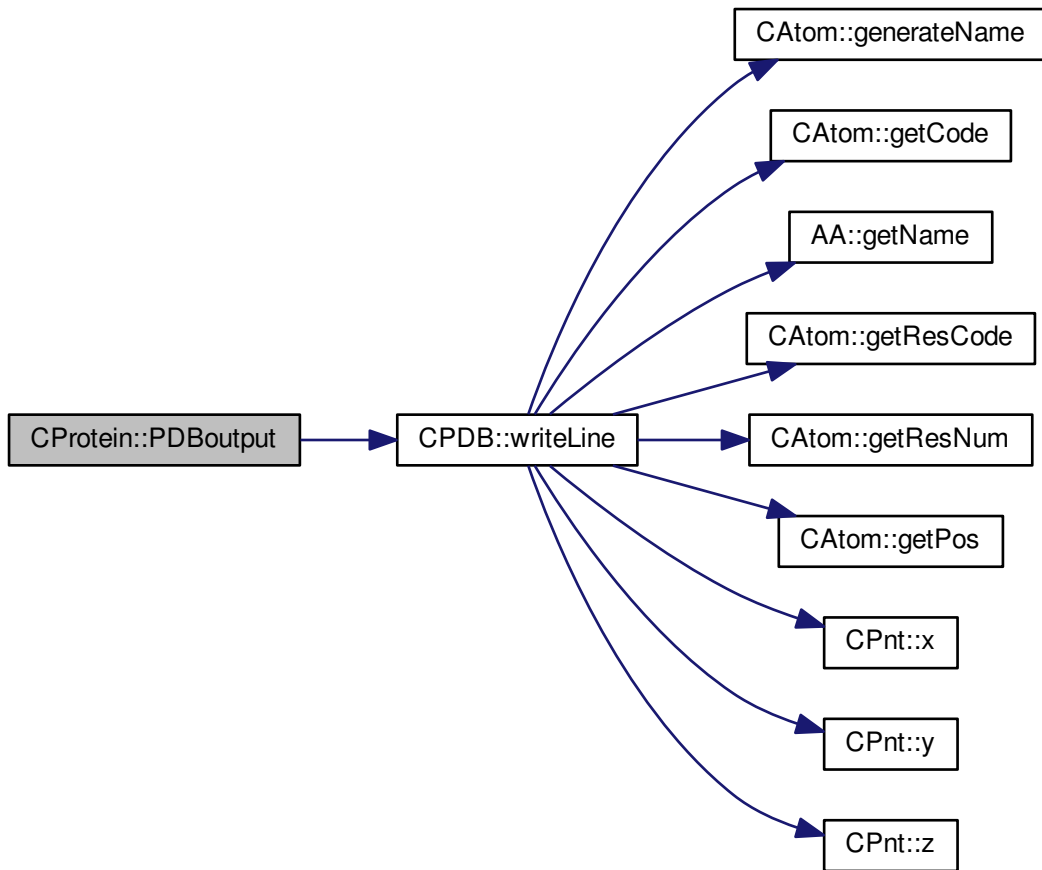 CProtein::PDBoutput
CPDB::writeLine
CAtom::generateName
CAtom::getCode
AA::getName
CAtom::getResCode
CAtom::getResNum
CAtom::getPos
CPnt::x
CPnt::y
CPnt::z